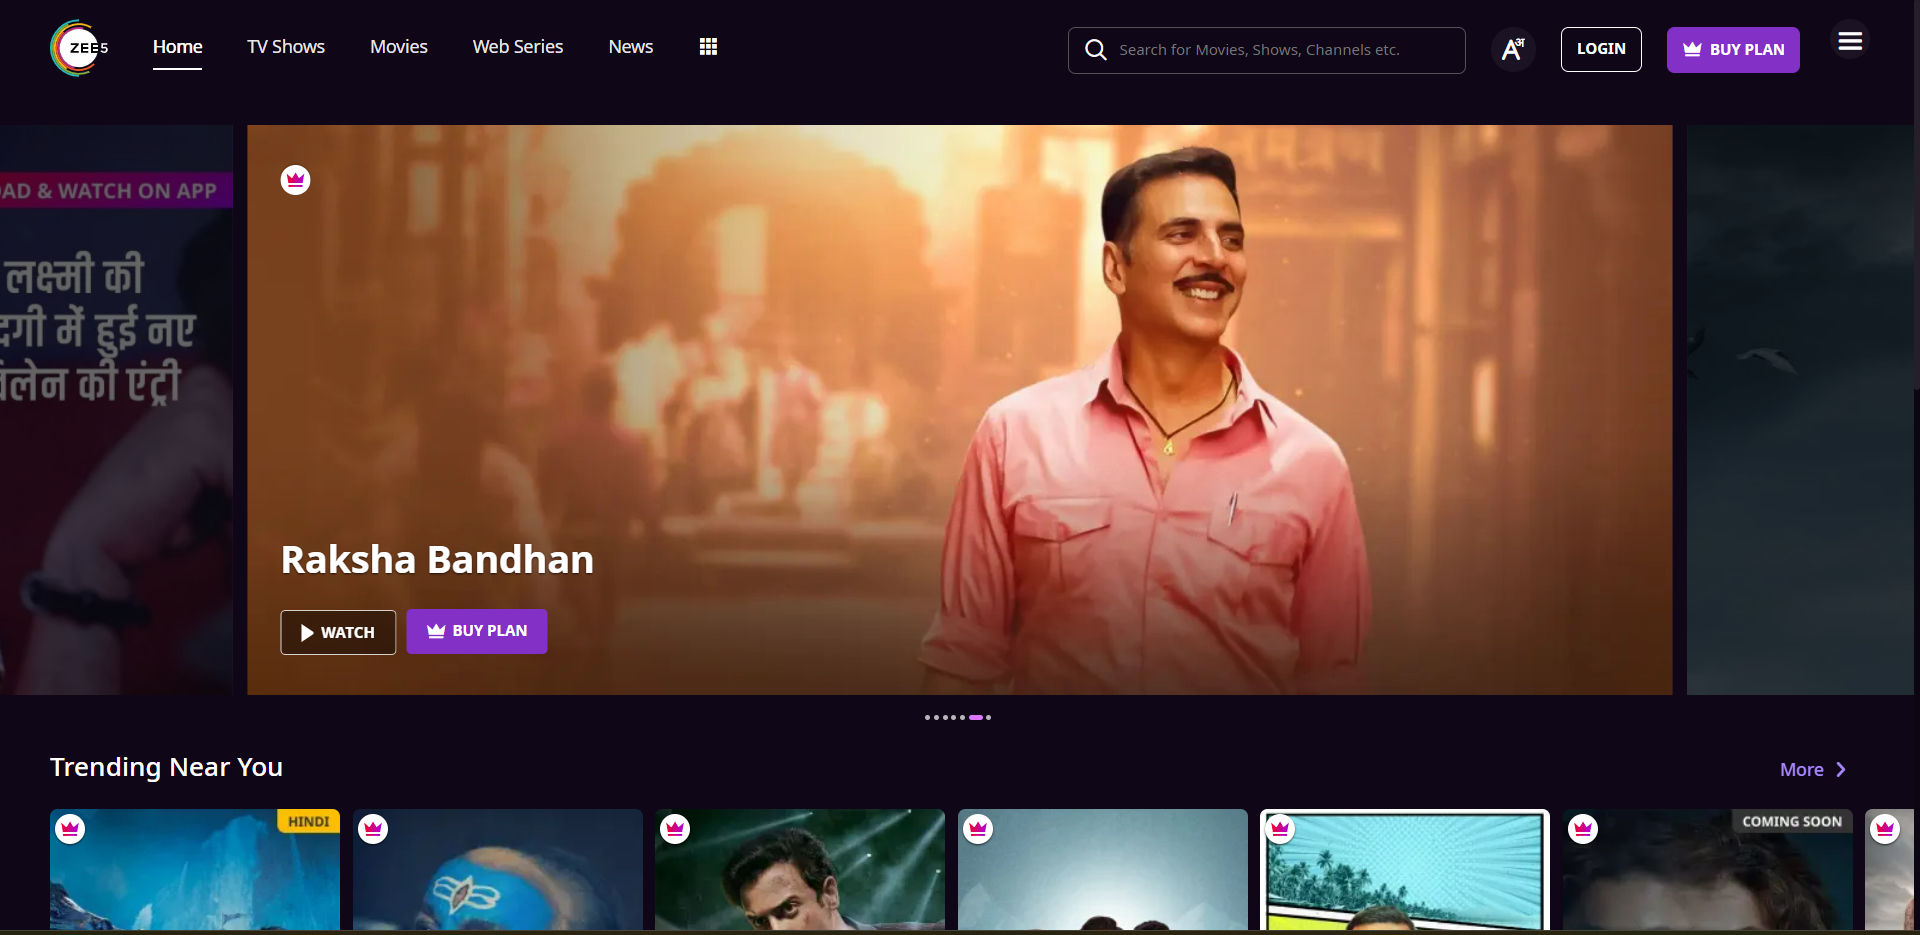 ZEE5
Home
TV Shows
Movies
Web Series
News
Search for Movies, Shows, Channels etc.
A अ
LOGIN
BUY PLAN
AD & WATCH ON APP
लक्ष्मी की
दगी में हुई नए
वलेन की एंट्री
Raksha Bandhan
WATCH
BUY PLAN
Trending Near You
More
HINDI
COMING SOON